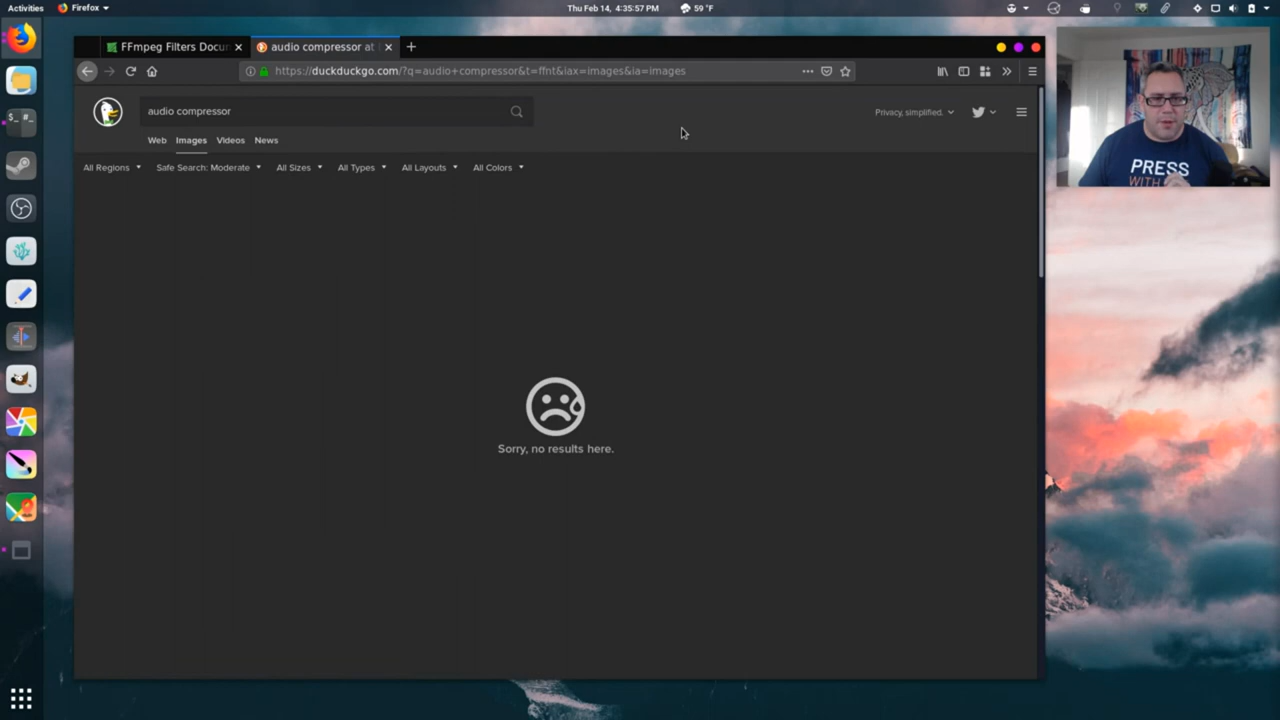 Activities
Firefox
Thu Feb 14, 4:35:57 PM
59 °F
FFmpeg Filters Docu
audio compressor at
https://duckduckgo.com/?q=audio+compressor&t=ffnt&iax=images&ia=images
audio compressor
Privacy, simplified.
Web
Images
Videos
News
All Regions
Safe Search: Moderate
All Sizes
All Types
All Layouts
All Colors
Sorry, no results here.
PRESS
WITH
$_ #_